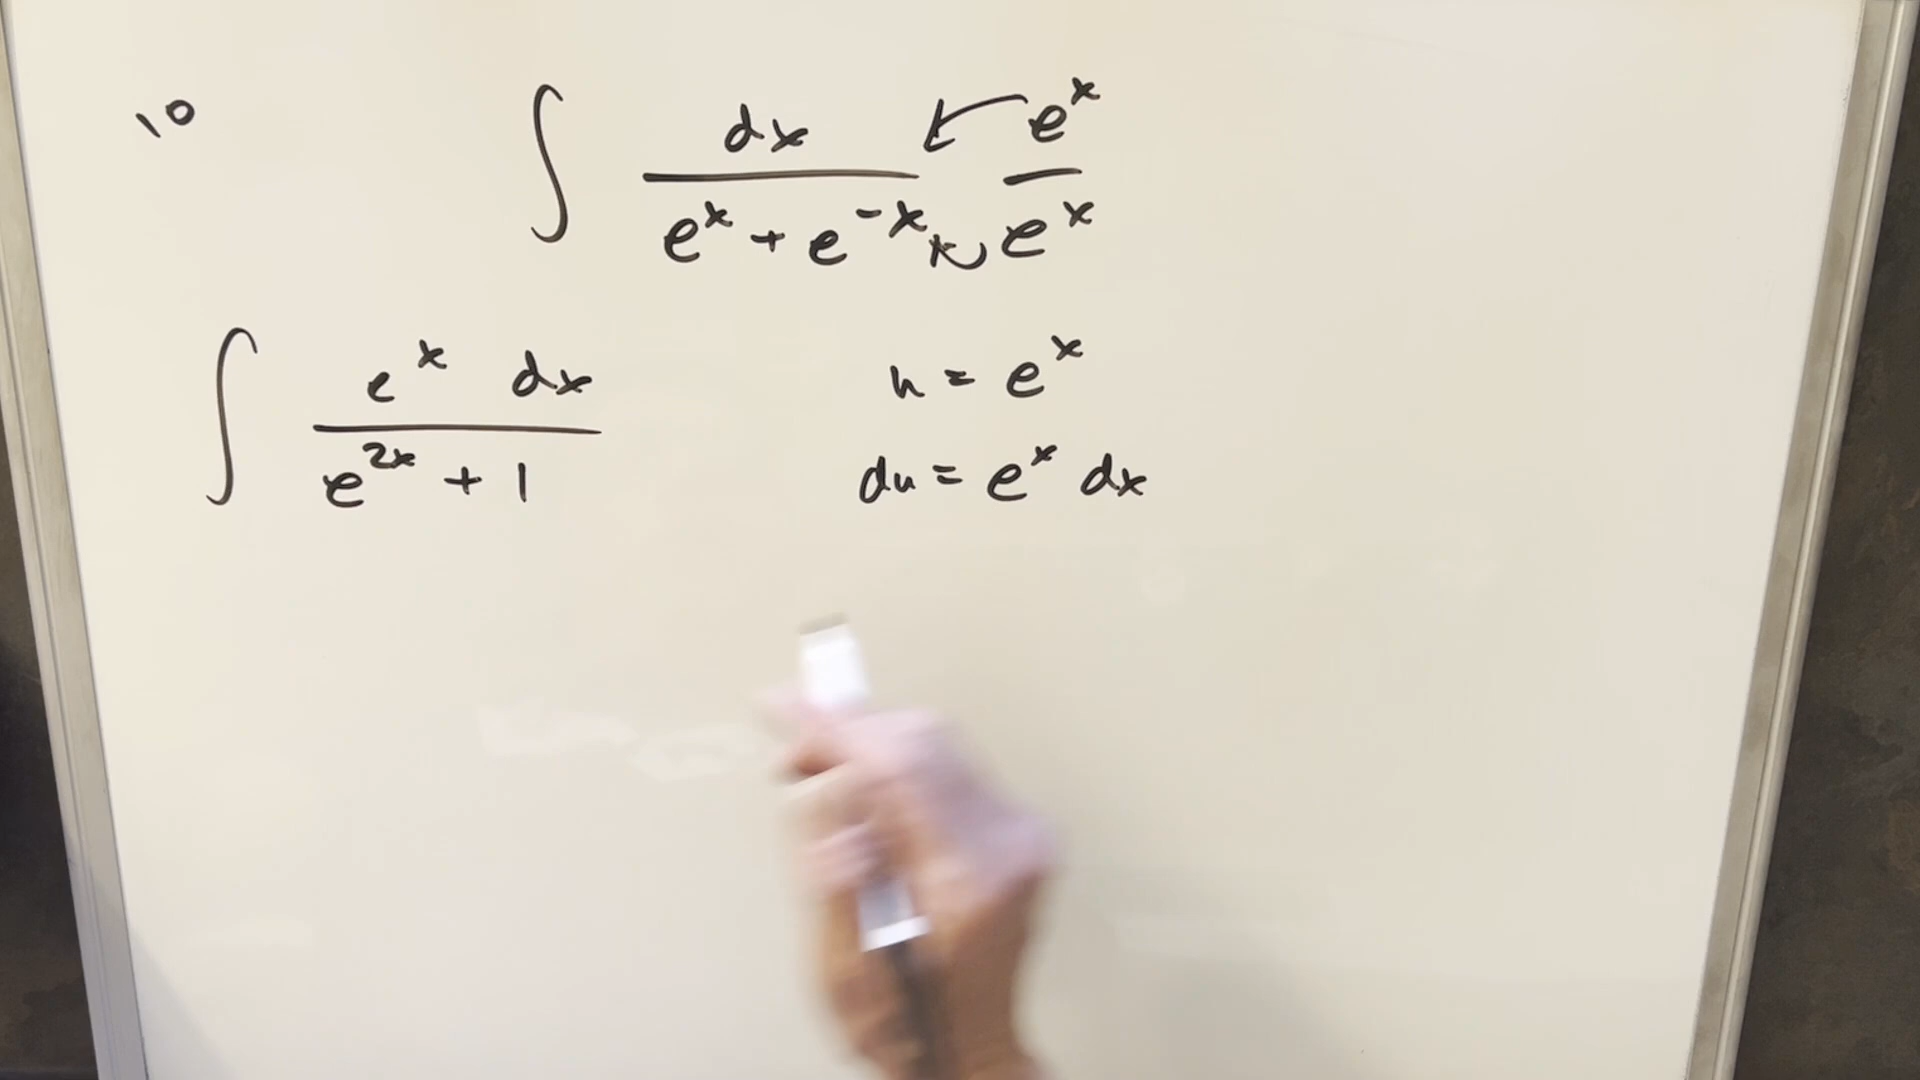 10 ∫ dx / (e^x + e^-x) e^x / e^x
∫ e^x dx / (e^2x + 1)
u = e^x
du = e^x dx